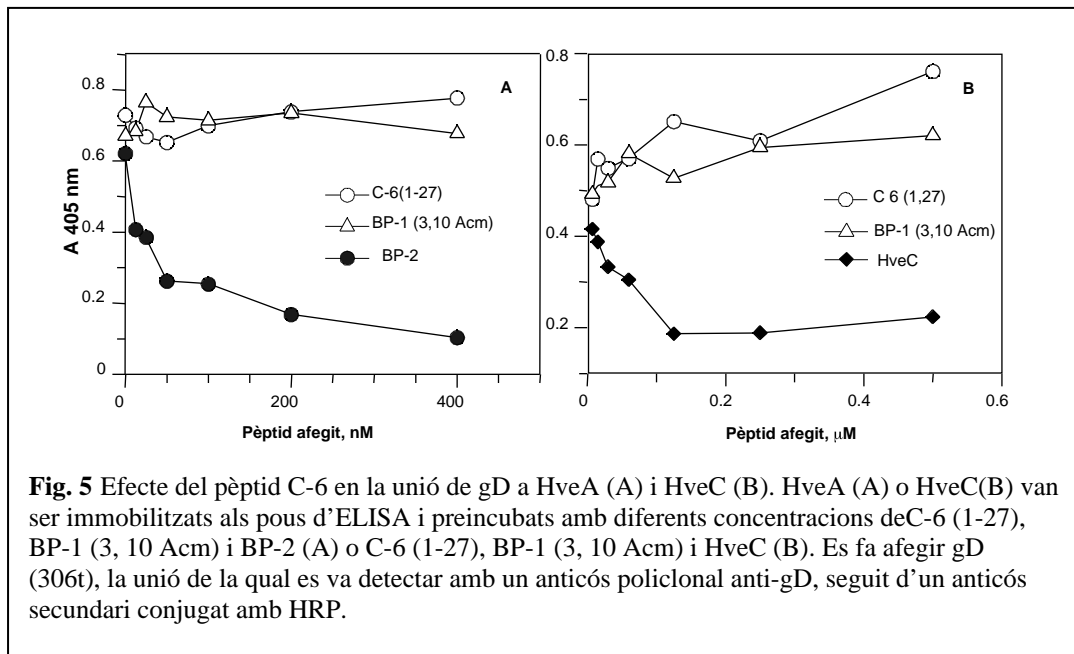 A
0.8
0.6
0.4
0.2
0
A 405 nm
C-6(1-27)
BP-1 (3,10 Acm)
BP-2
0
200
400
Pèptid afegit, nM
B
0.8
0.6
0.4
0.2
C 6 (1,27)
BP-1 (3,10 Acm)
HveC
0
0.2
0.4
0.6
Pèptid afegit, μM
Fig. 5 Efecte del pèptid C-6 en la unió de gD a HveA (A) i HveC (B). HveA (A) o HveC(B) van
ser immobilitzats als pous d’ELISA i preincubats amb diferents concentracions deC-6 (1-27),
BP-1 (3, 10 Acm) i BP-2 (A) o C-6 (1-27), BP-1 (3, 10 Acm) i HveC (B). Es fa afegir gD
(306t), la unió de la qual es va detectar amb un anticós policlonal anti-gD, seguit d’un anticós
secundari conjugat amb HRP.